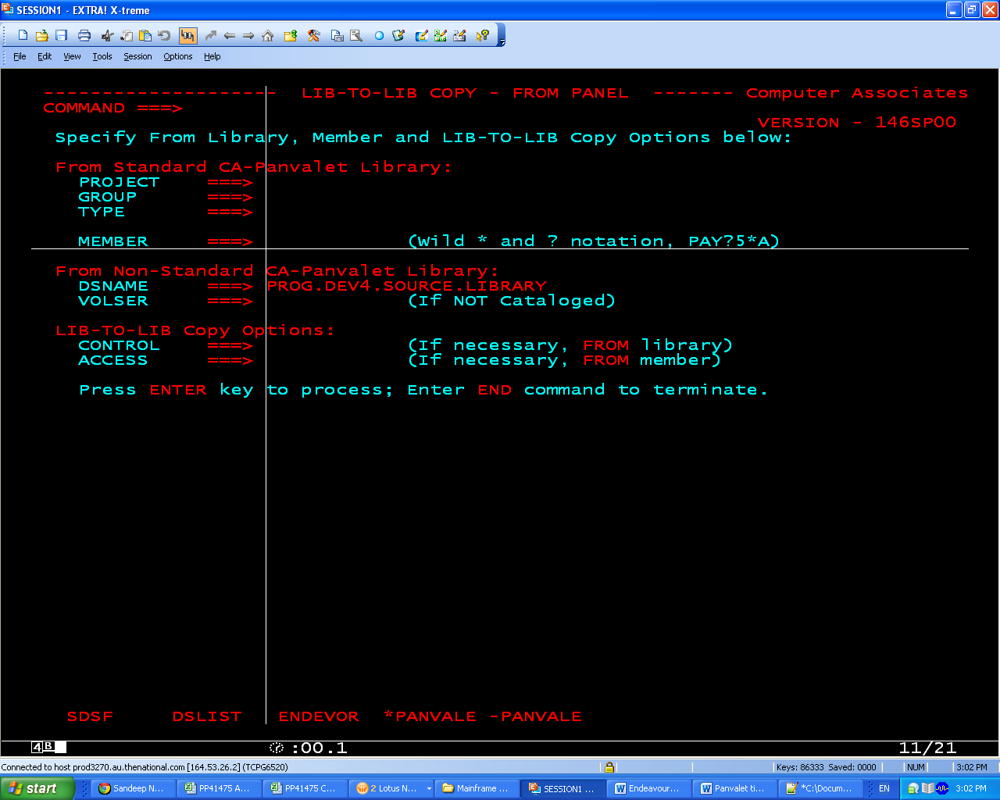 SESSION1 - EXTRA! X-treme
File Edit View Tools Session Options Help
-------------------- LIB-TO-LIB COPY - FROM PANEL ------- Computer Associates
COMMAND ===>
VERSION - 146SP00
Specify From Library, Member and LIB-TO-LIB Copy Options below:
From Standard CA-Panvalet Library:
PROJECT ===>
GROUP ===>
TYPE ===>
MEMBER ===> (Wild * and ? notation, PAY?5*A)
From Non-Standard CA-Panvalet Library:
DSNAME ===> PROG.DEV4.SOURCE.LIBRARY
VOLSER ===> (If NOT Cataloged)
LIB-TO-LIB Copy Options:
CONTROL ===> (If necessary, FROM library)
ACCESS ===> (If necessary, FROM member)
Press ENTER key to process; Enter END command to terminate.
SDSF DSLIST ENDEVOR *PANVALE -PANVALE
4B :00.1 11/21
Connected to host prod3270.au.thenational.com [164.53.26.2] (TCPG6520) Keys: 86333 Saved: 0000 NUM 3:02 PM
start Sandeep N... PP41475 A... PP41475 C... 2 Lotus N... Mainframe ... SESSION1 ... Endeavour... Panvalet ti... *C:\Docum... EN 3:02 PM